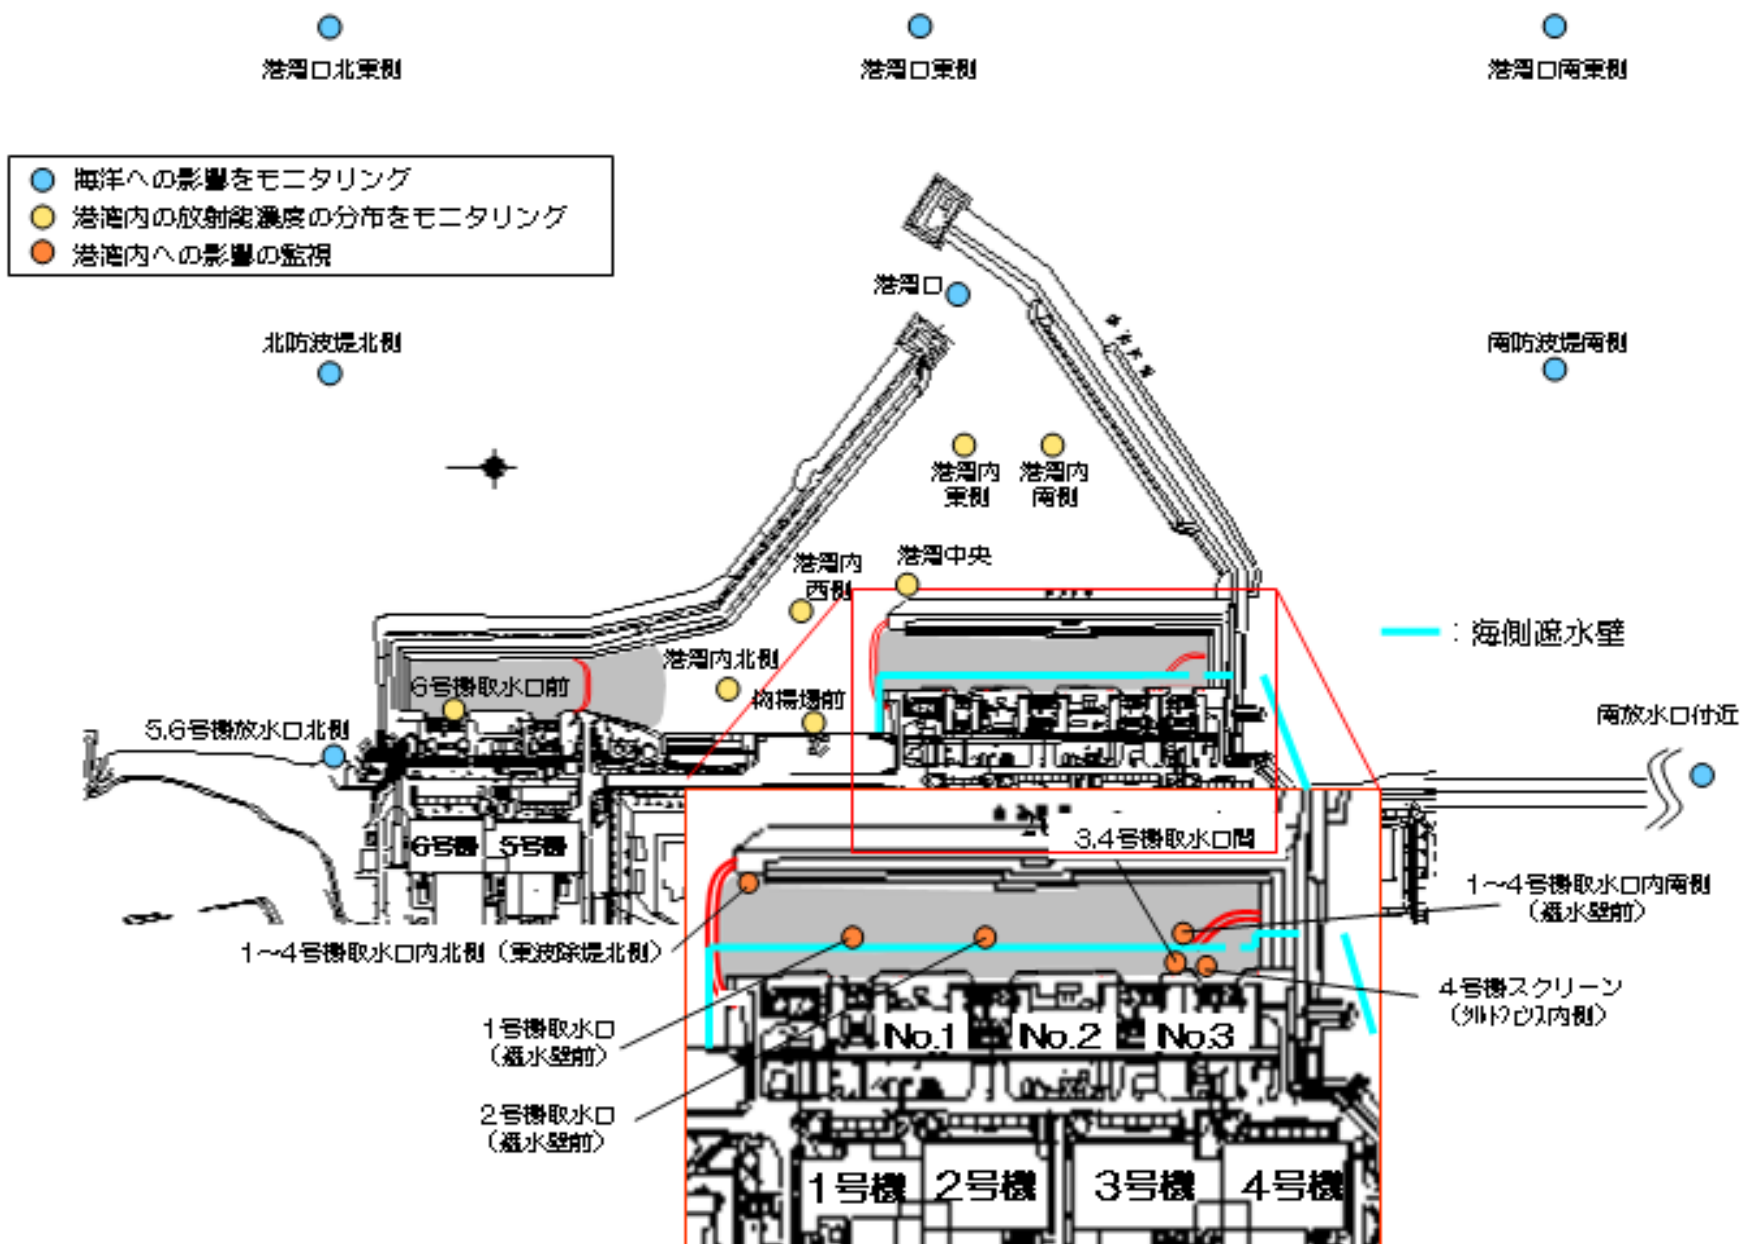 港湾口北東側
港湾口東側
港湾口南東側
海洋への影響をモニタリング
港湾内の放射能濃度の分布をモニタリング
港湾内への影響の監視
港湾口
北防波堤北側
南防波堤南側
港湾内
東側
港湾内
南側
港湾内
西側
港湾中央
：海側遮水壁
港湾内北側
6号機取水口前
物揚場前
5,6号機放水口北側
南放水口付近
6号機
5号機
3,4号機取水口間
1〜4号機取水口内南側
（遮水壁前）
1〜4号機取水口内北側（東波除堤北側）
4号機スクリーン
（シルトフェンス内側）
1号機取水口
（遮水壁前）
No.1
No.2
No.3
2号機取水口
（遮水壁前）
1号機
2号機
3号機
4号機